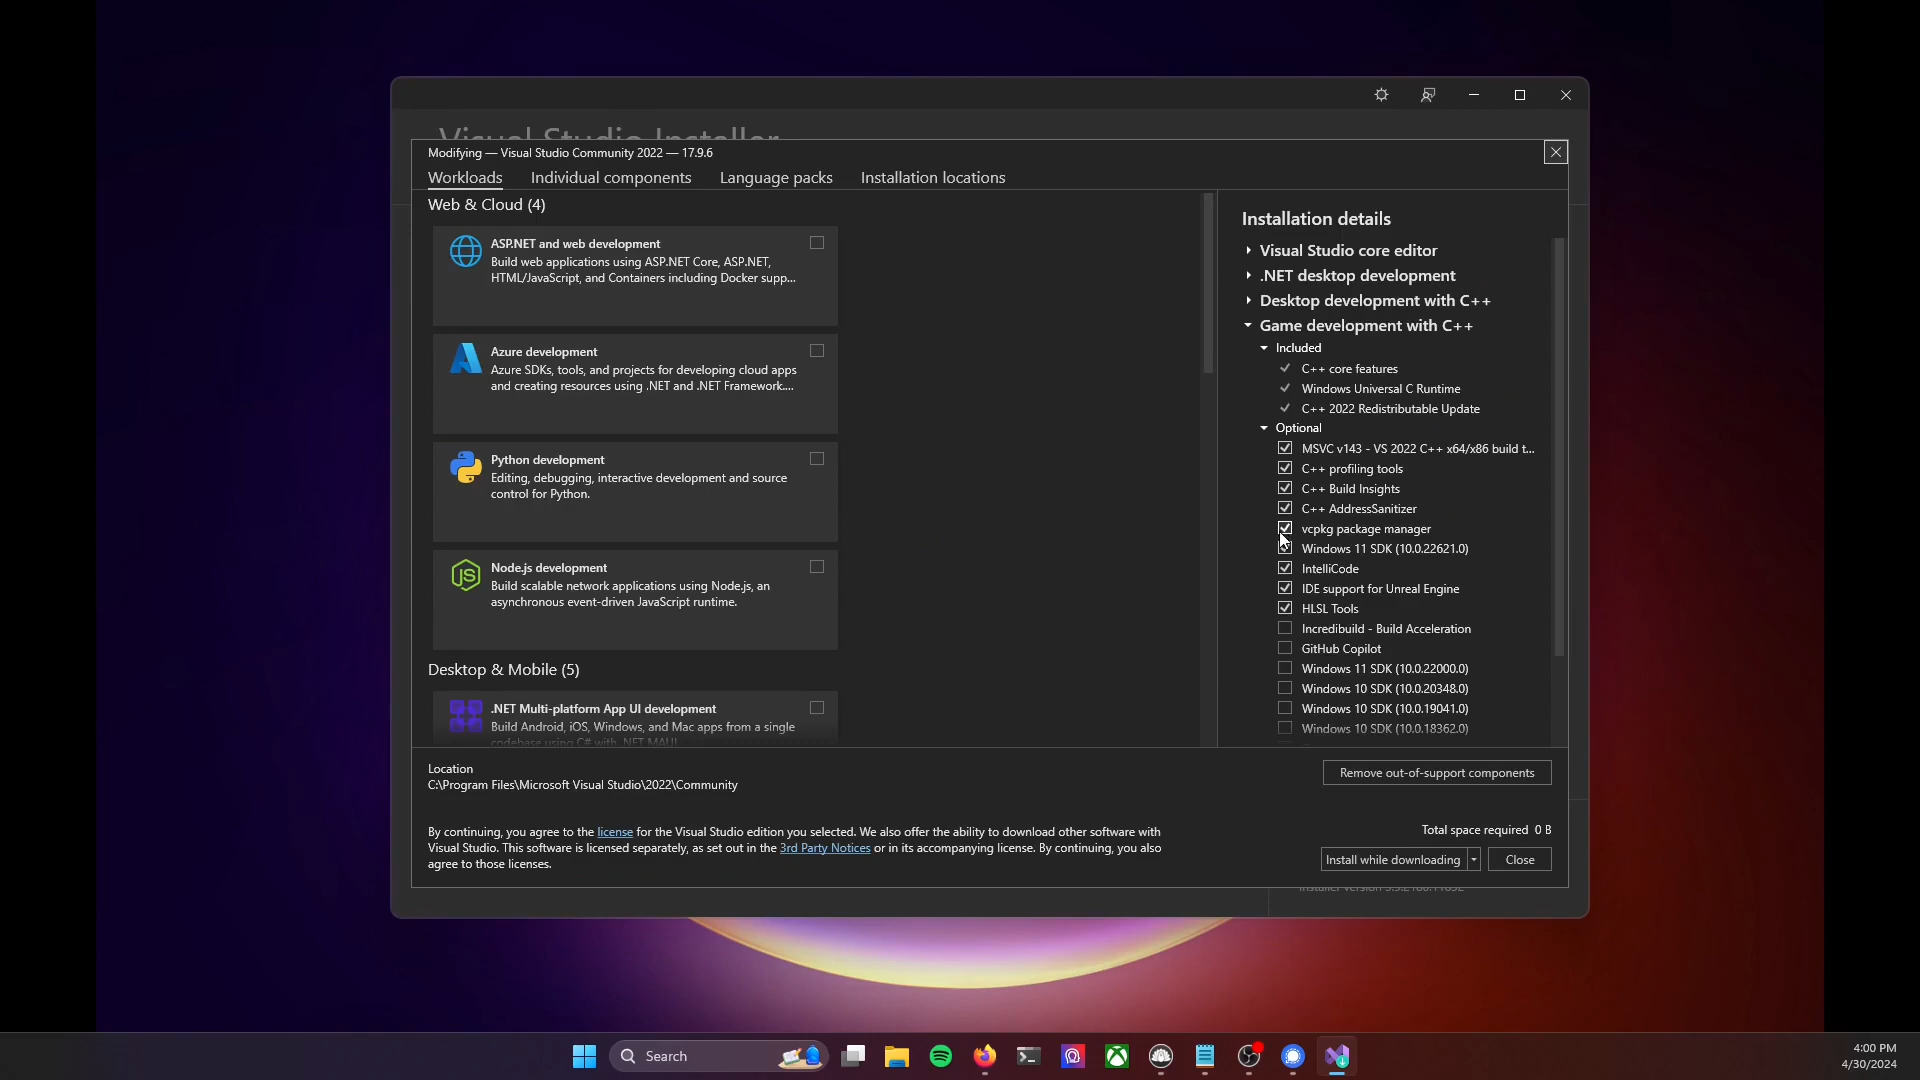 Visual Studio Installer
Modifying — Visual Studio Community 2022 — 17.9.6
Workloads
Individual components
Language packs
Installation locations
Web & Cloud (4)
ASP.NET and web development
Build web applications using ASP.NET Core, ASP.NET,
HTML/JavaScript, and Containers including Docker supp...
Azure development
Azure SDKs, tools, and projects for developing cloud apps
and creating resources using .NET and .NET Framework....
Python development
Editing, debugging, interactive development and source
control for Python.
Node.js development
Build scalable network applications using Node.js, an
asynchronous event-driven JavaScript runtime.
Desktop & Mobile (5)
.NET Multi-platform App UI development
Build Android, iOS, Windows, and Mac apps from a single
codebase using C# with .NET MAUI.
Installation details
Visual Studio core editor
.NET desktop development
Desktop development with C++
Game development with C++
Included
C++ core features
Windows Universal C Runtime
C++ 2022 Redistributable Update
Optional
MSVC v143 - VS 2022 C++ x64/x86 build t...
C++ profiling tools
C++ Build Insights
C++ AddressSanitizer
vcpkg package manager
Windows 11 SDK (10.0.22621.0)
IntelliCode
IDE support for Unreal Engine
HLSL Tools
Incredibuild - Build Acceleration
GitHub Copilot
Windows 11 SDK (10.0.22000.0)
Windows 10 SDK (10.0.20348.0)
Windows 10 SDK (10.0.19041.0)
Windows 10 SDK (10.0.18362.0)
Location
C:\Program Files\Microsoft Visual Studio\2022\Community
Remove out-of-support components
By continuing, you agree to the license for the Visual Studio edition you selected. We also offer the ability to download other software with
Visual Studio. This software is licensed separately, as set out in the 3rd Party Notices or in its accompanying license. By continuing, you also
agree to those licenses.
Total space required 0 B
Install while downloading
Close
Search
4:00 PM
4/30/2024